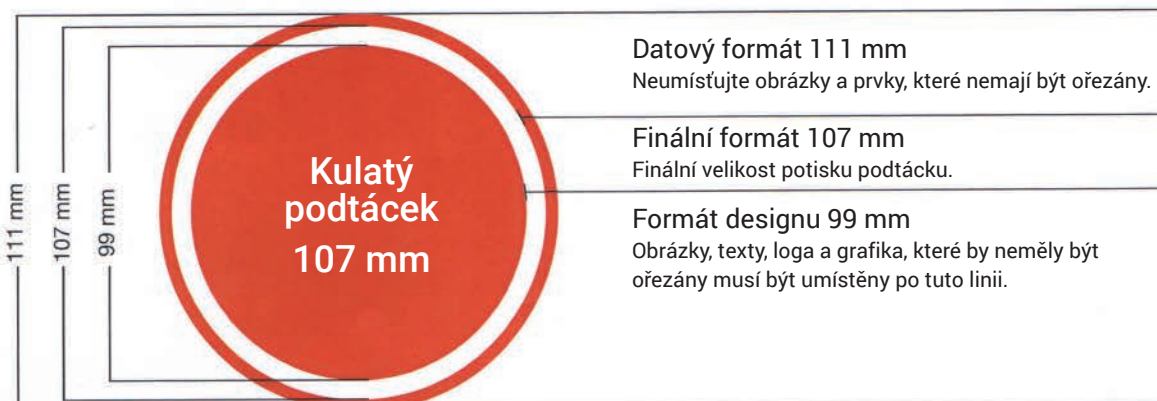 111 mm
107 mm
99 mm
Kulatý
podtácek
107 mm
Datový formát 111 mm
Neumísťujte obrázky a prvky, které nemají být ořezány.
Finální formát 107 mm
Finální velikost potisku podtácku.
Formát designu 99 mm
Obrázky, texty, loga a grafika, které by neměly být
ořezány musí být umístěny po tuto linii.